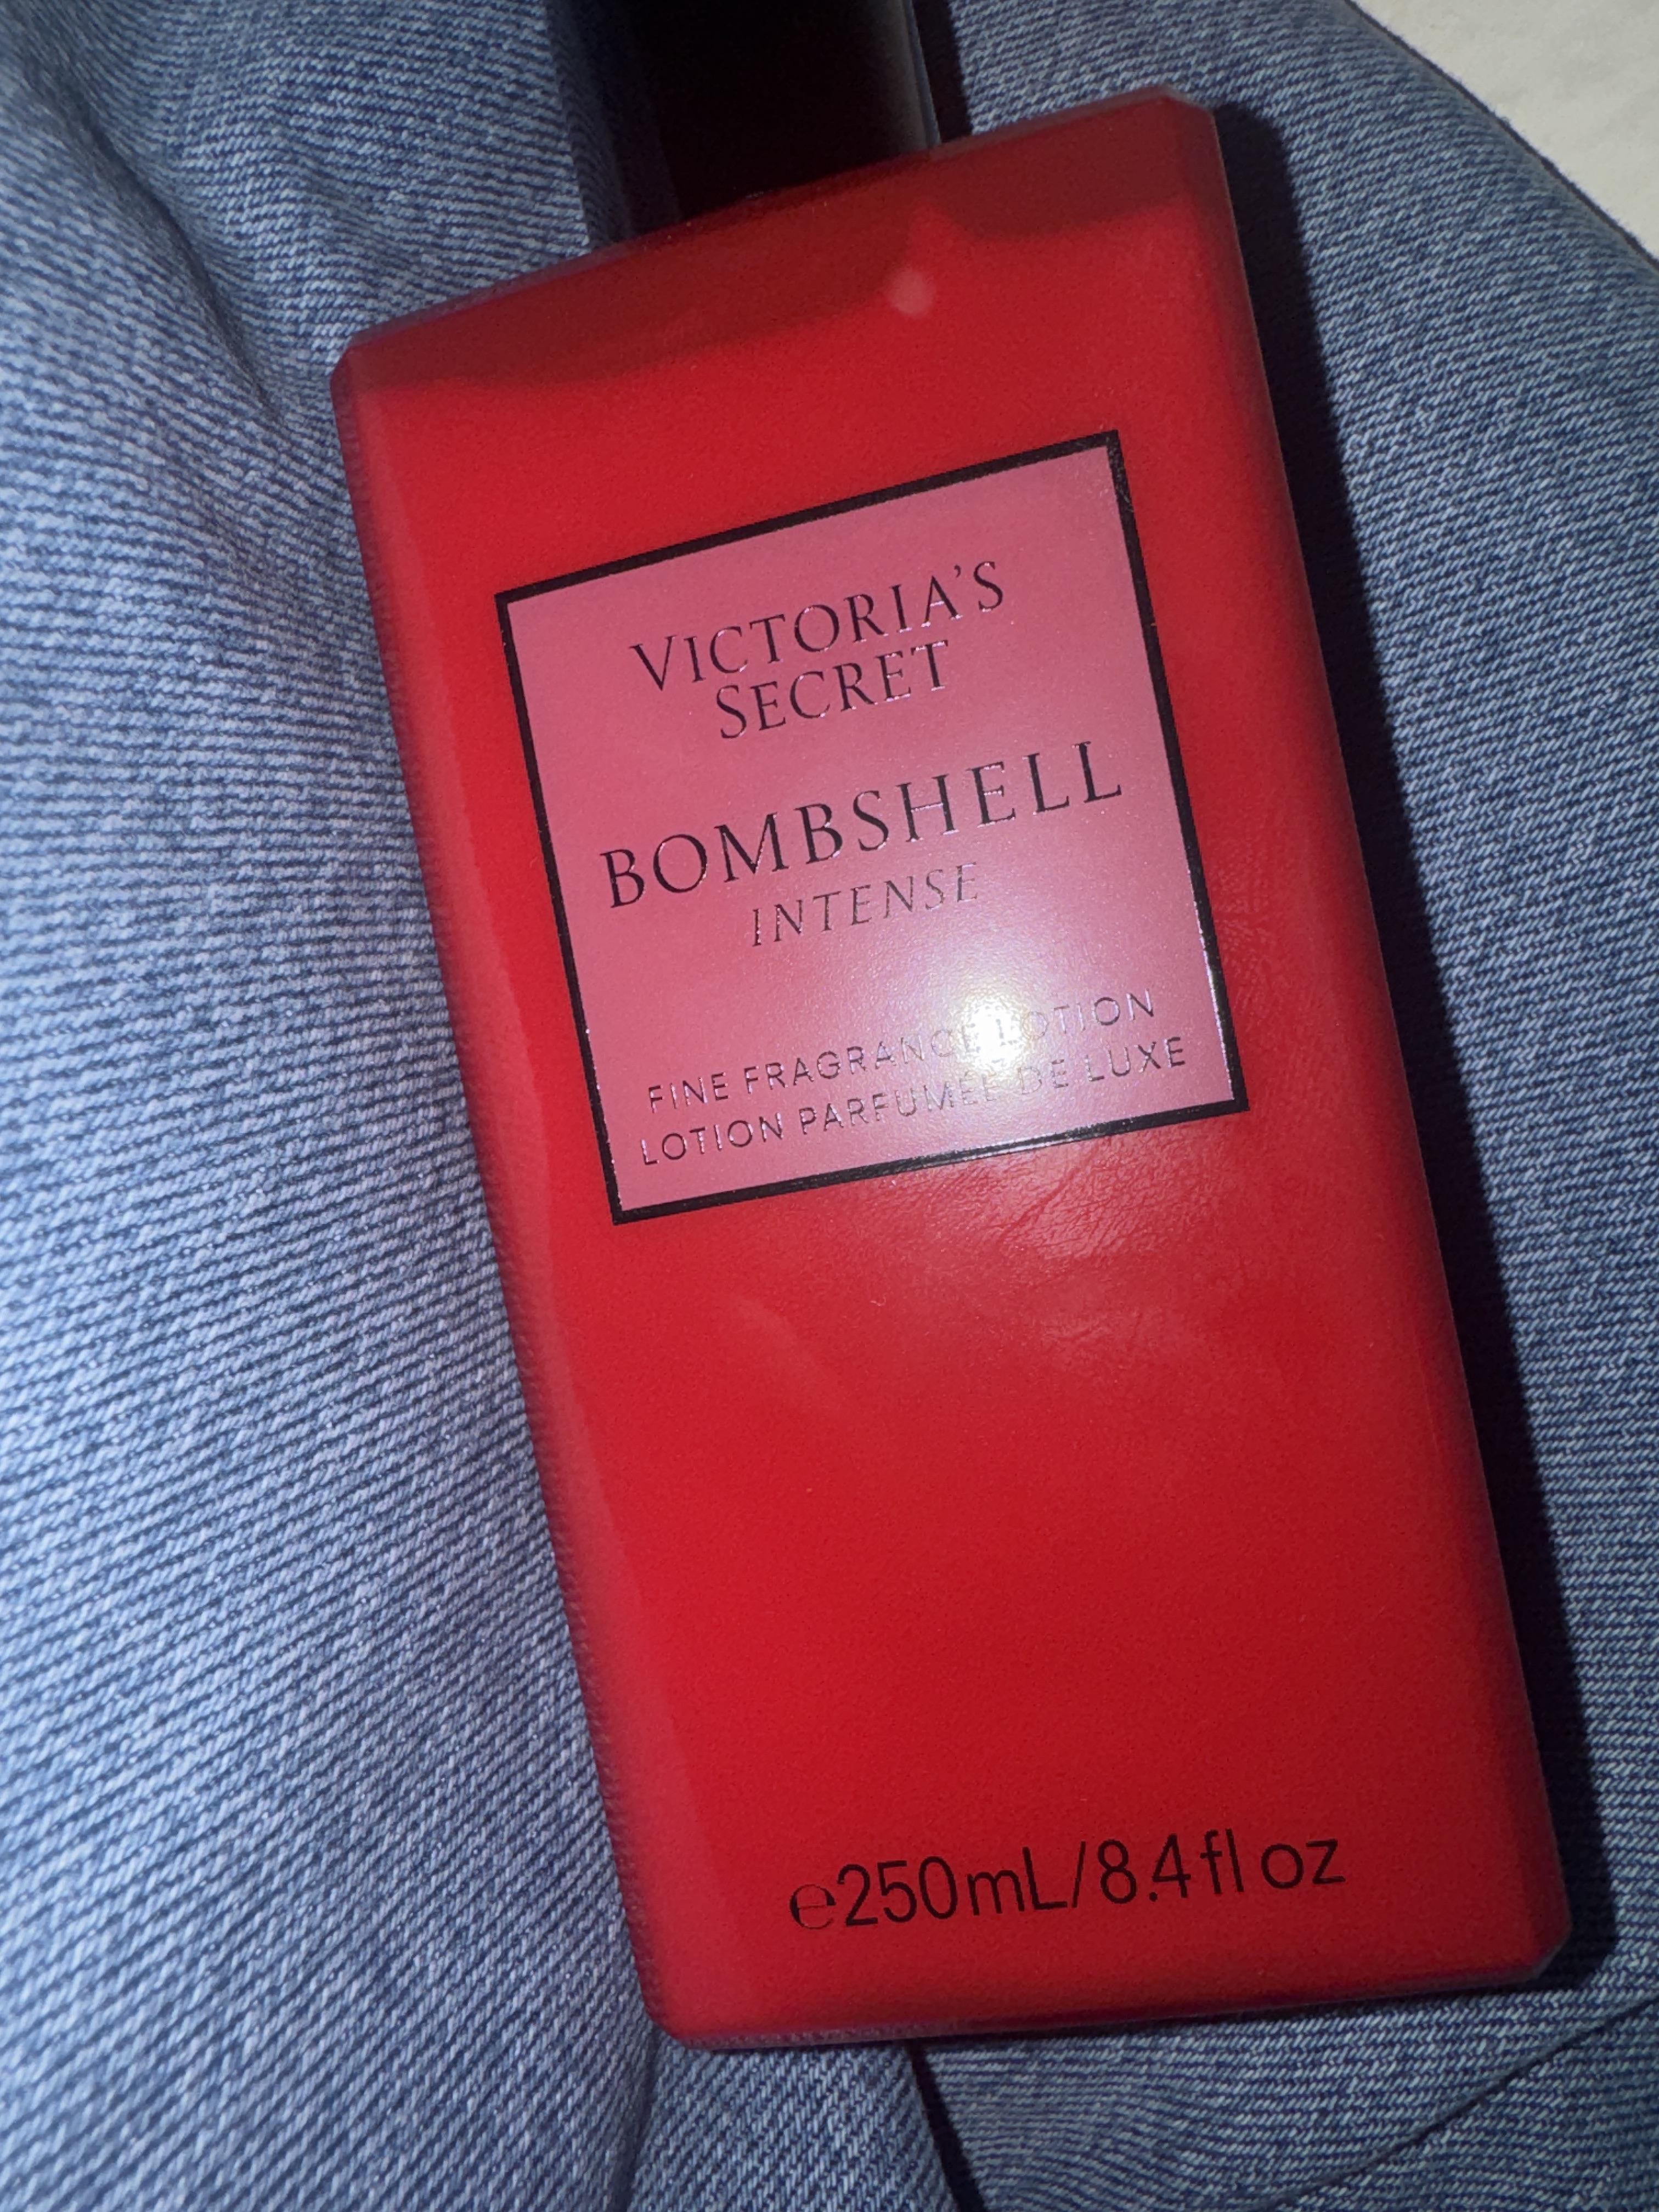 VICTORIA'S
SECRET
BOMBSHELL
INTENSE
FINE FRAGRANCE LOTION
LOTION PARFUMÉE DE LUXE
℮250mL/8.4 fl oz